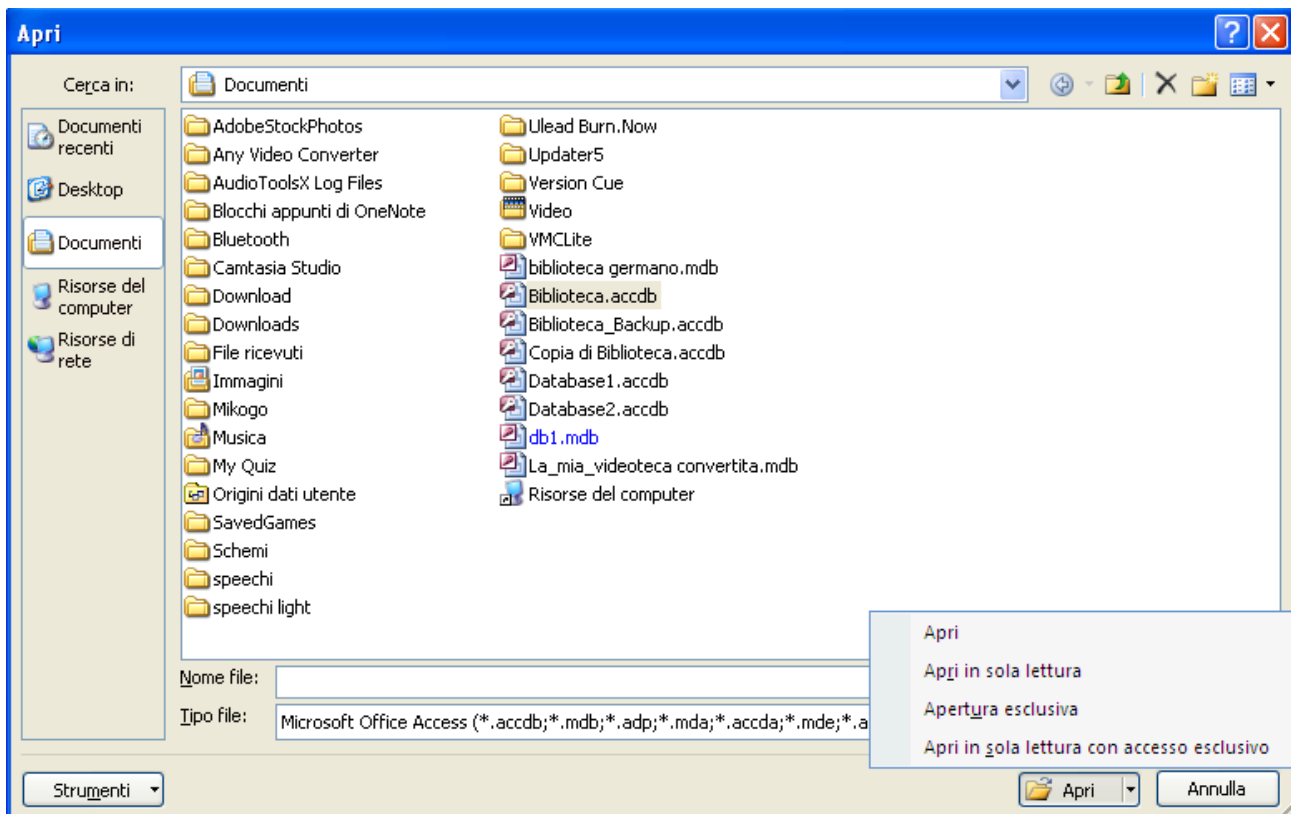 Apri
Cerca in:
Documenti
Documenti
recenti
Desktop
Documenti
Risorse del
computer
Risorse di
rete
AdobeStockPhotos
Any Video Converter
AudioToolsX Log Files
Blocchi appunti di OneNote
Bluetooth
Camtasia Studio
Download
Downloads
File ricevuti
Immagini
Mikogo
Musica
My Quiz
Origini dati utente
SavedGames
Schemi
speechi
speechi light
Ulead Burn.Now
Updater5
Version Cue
Video
VMCLite
biblioteca germano.mdb
Biblioteca.accdb
Biblioteca_Backup.accdb
Copia di Biblioteca.accdb
Database1.accdb
Database2.accdb
db1.mdb
La_mia_videoteca convertita.mdb
Risorse del computer
Nome file:
Tipo file:
Microsoft Office Access (*.accdb;*.mdb;*.adp;*.mda;*.accda;*.mde;*.a
Apri
Apri in sola lettura
Apertura esclusiva
Apri in sola lettura con accesso esclusivo
Strumenti
Apri
Annulla